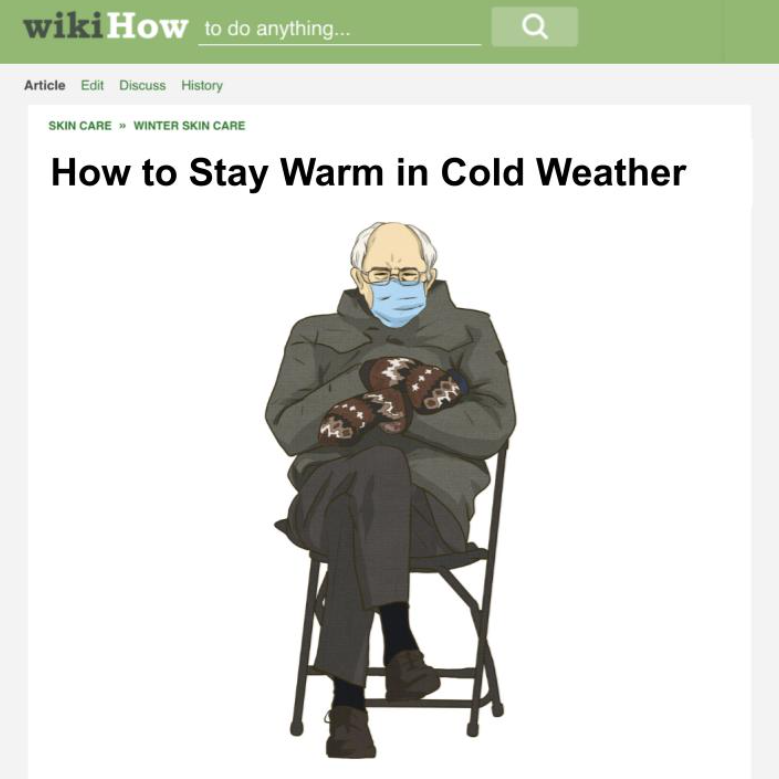 wikiHow to do anything...
Article Edit Discuss History
SKIN CARE » WINTER SKIN CARE
How to Stay Warm in Cold Weather